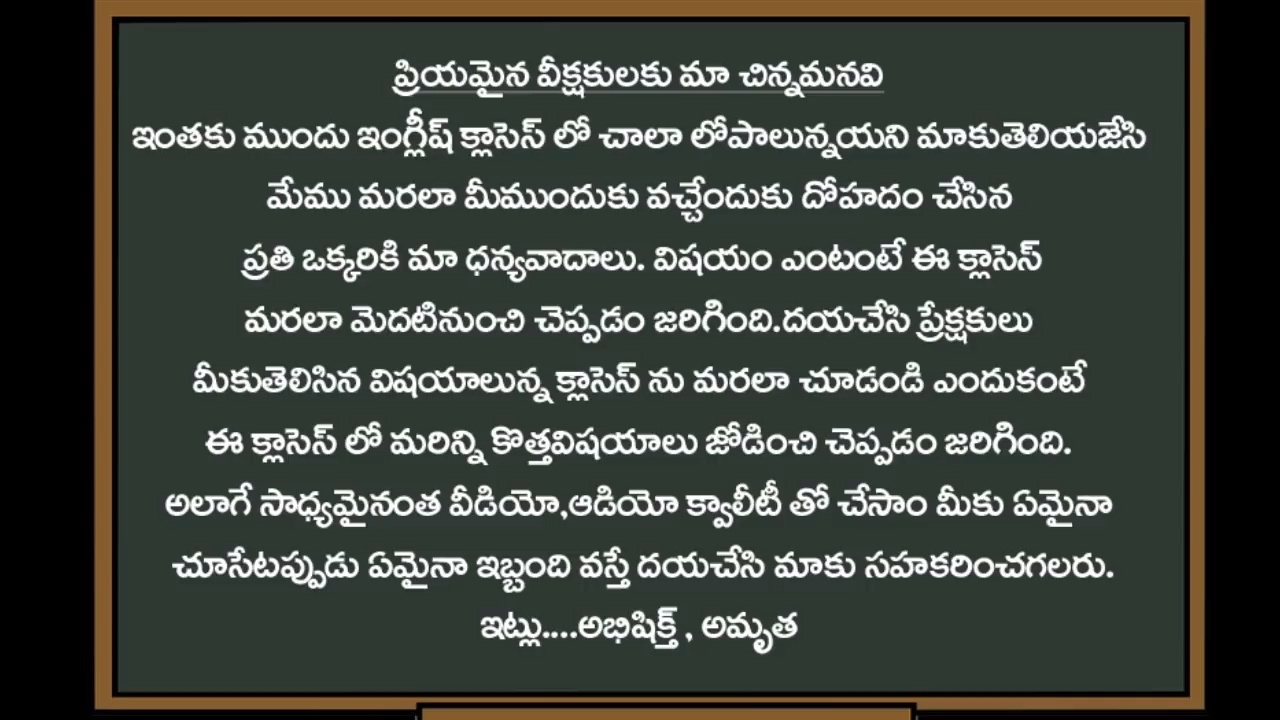 ప్రియమైన వీక్షకులకు మా చిన్నమనవి
ఇంతకు ముందు ఇంగ్లీష్ క్లాసెస్ లో చాలా లోపాలున్నయని మాకుతెలియజేసి
మేము మరలా మీముందుకు వచ్చేందుకు దోహదం చేసిన
ప్రతి ఒక్కరికి మా ధన్యవాదాలు. విషయం ఎంటంటే ఈ క్లాసెస్
మరలా మెదటినుంచి చెప్పడం జరిగింది.దయచేసి ప్రేక్షకులు
మీకుతెలిసిన విషయాలున్న క్లాసెస్ ను మరలా చూడండి ఎందుకంటే
ఈ క్లాసెస్ లో మరిన్ని కొత్తవిషయాలు జోడించి చెప్పడం జరిగింది.
అలాగే సాధ్యమైనంత వీడియో,ఆడియో క్వాలీటీ తో చేసాం మీకు ఏమైనా
చూసేటప్పుడు ఏమైనా ఇబ్బంది వస్తే దయచేసి మాకు సహకరించగలరు.
ఇట్లు....అభిషిక్త్ , అమృత